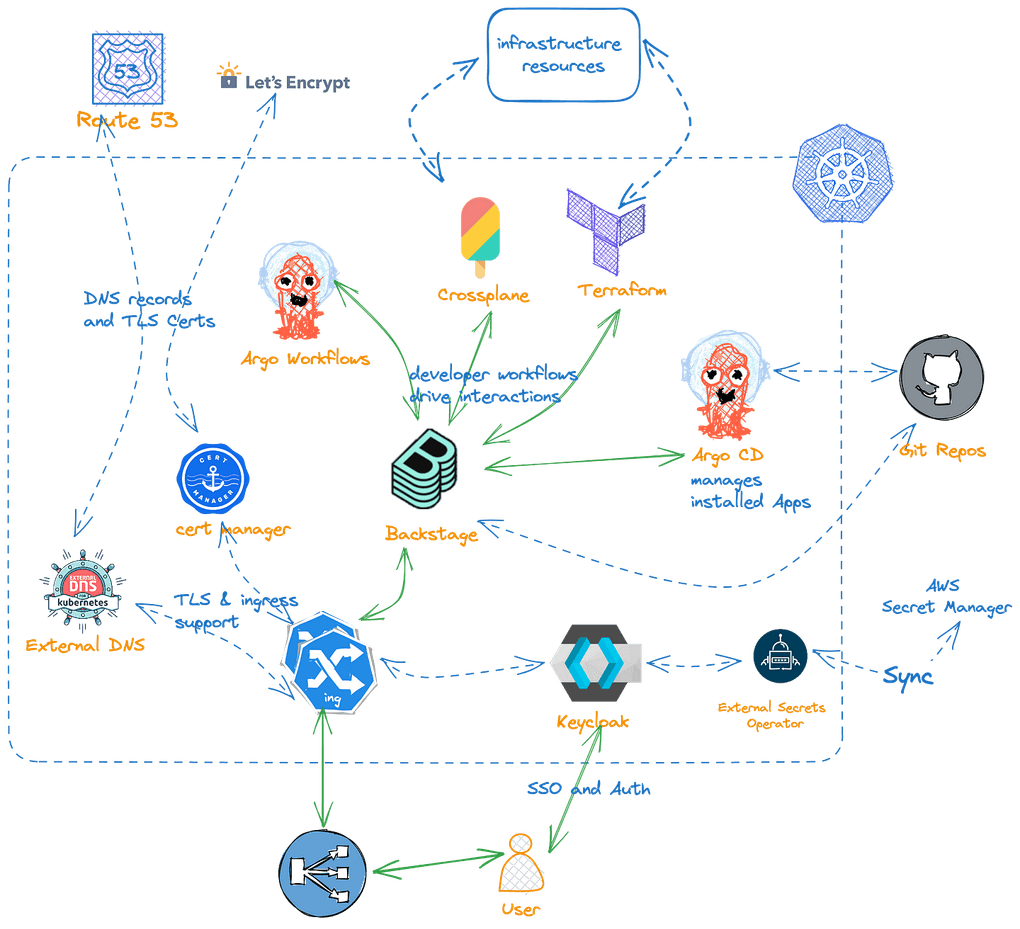 infrastructure
resources
53
Route 53
Let's Encrypt
Crossplane
Terraform
DNS records
and TLS Certs
Argo Workflows
developer workflows
drive interactions
Argo CD
manages
installed Apps
Git Repos
CERT
MANAGER
cert manager
Backstage
EXTERNAL
DNS
FOR
kubernetes
External DNS
TLS & ingress
support
ing
AWS
Secret Manager
Sync
Keycloak
External Secrets
Operator
SSO and Auth
User